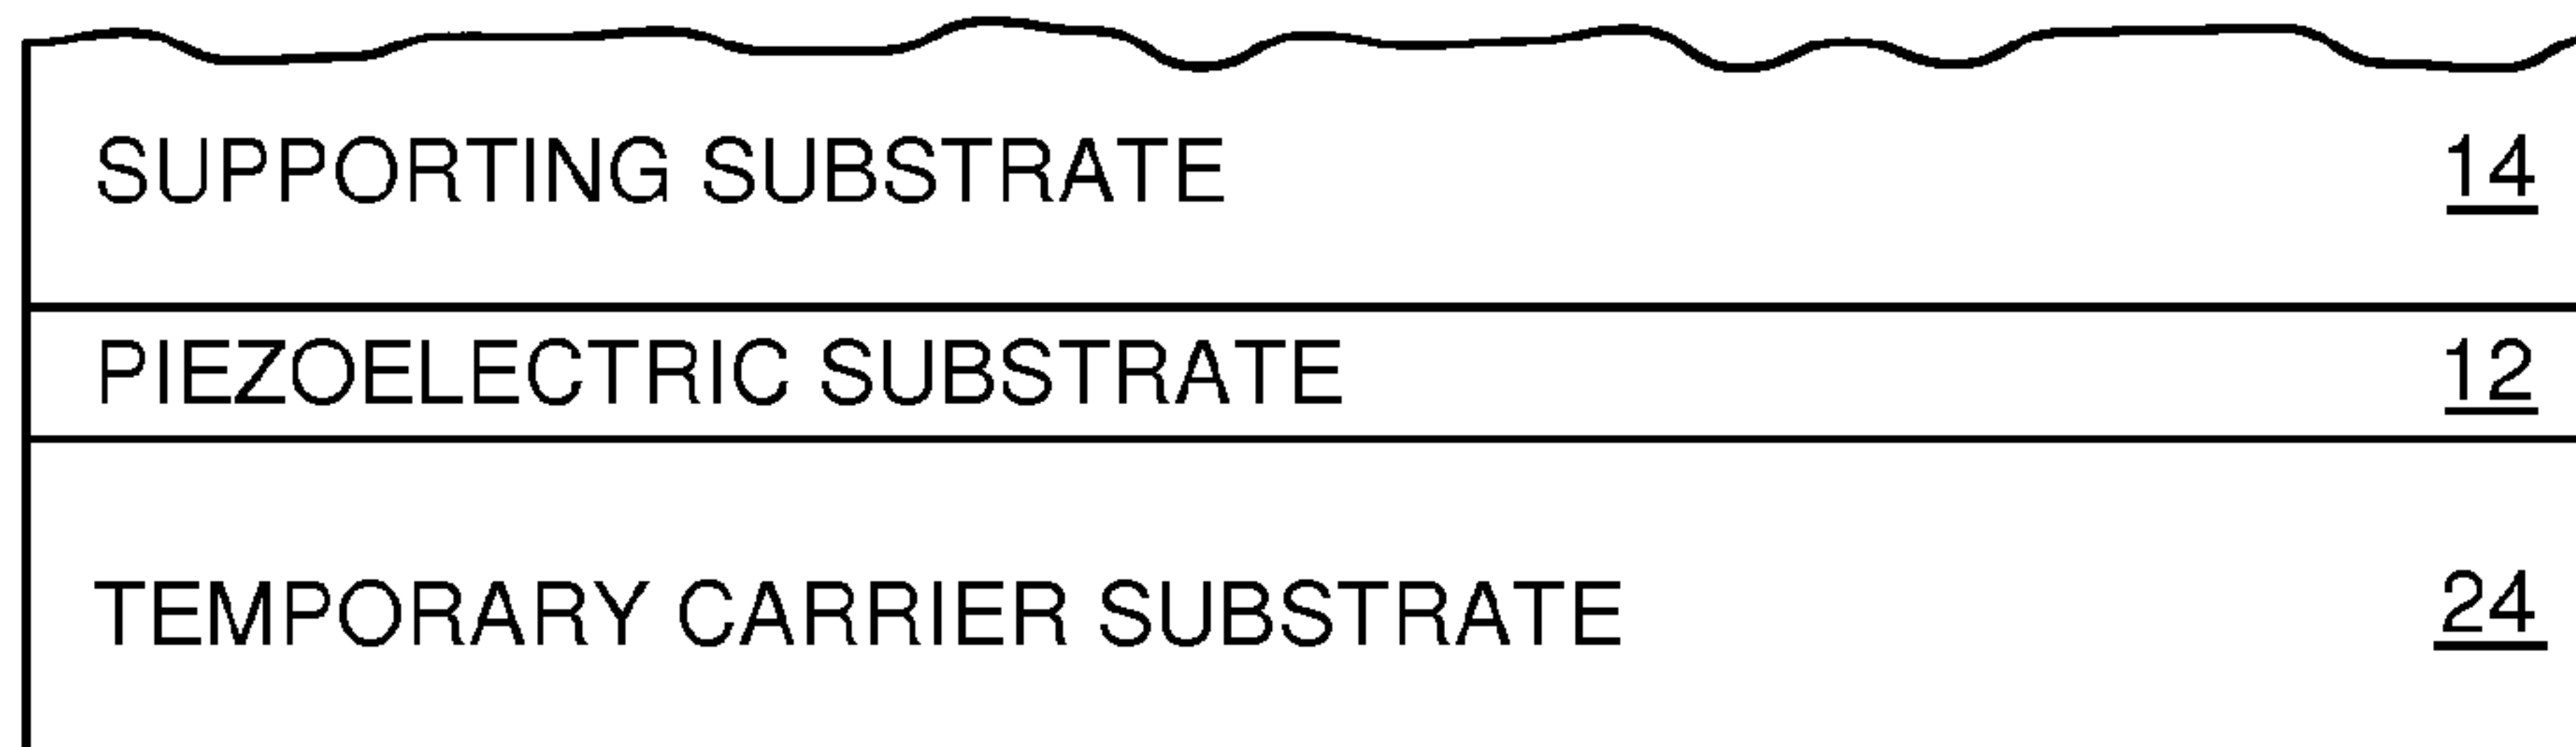 SUPPORTING SUBSTRATE 14
PIEZOELECTRIC SUBSTRATE 12
TEMPORARY CARRIER SUBSTRATE 24